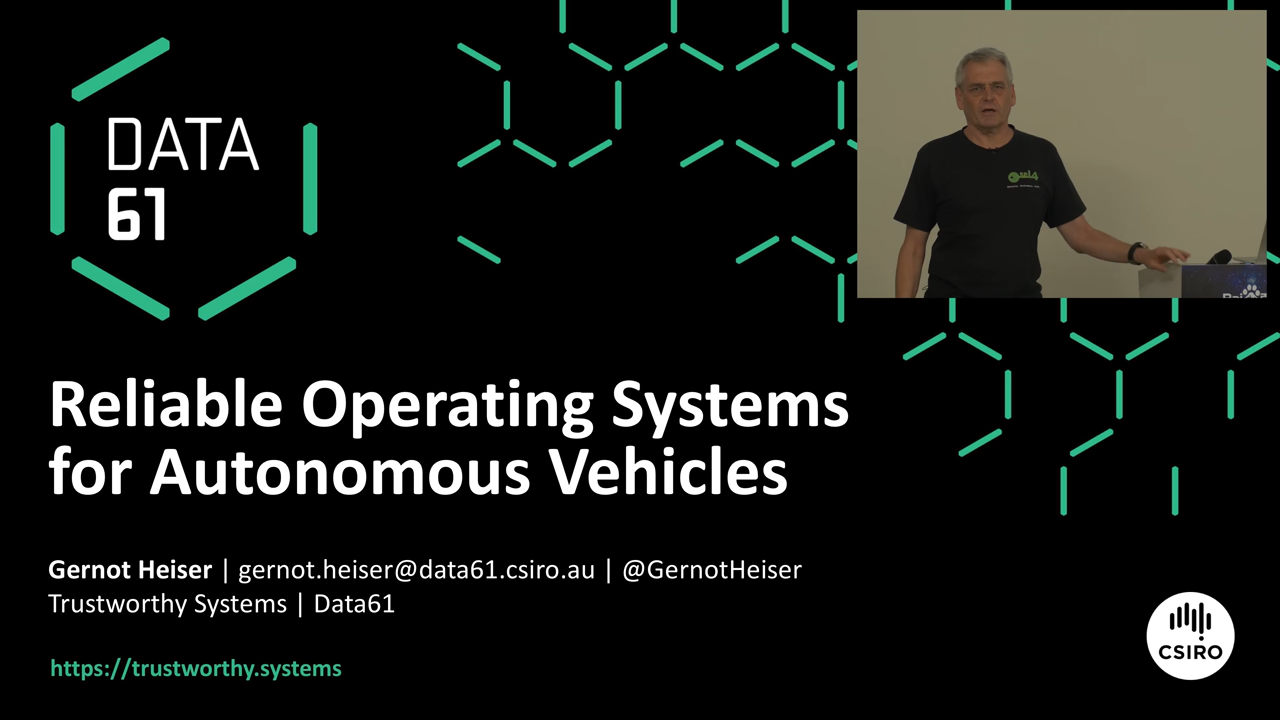 DATA
61
seL4
Reliable Operating Systems
for Autonomous Vehicles
Gernot Heiser | gernot.heiser@data61.csiro.au | @GernotHeiser
Trustworthy Systems | Data61
https://trustworthy.systems
CSIRO